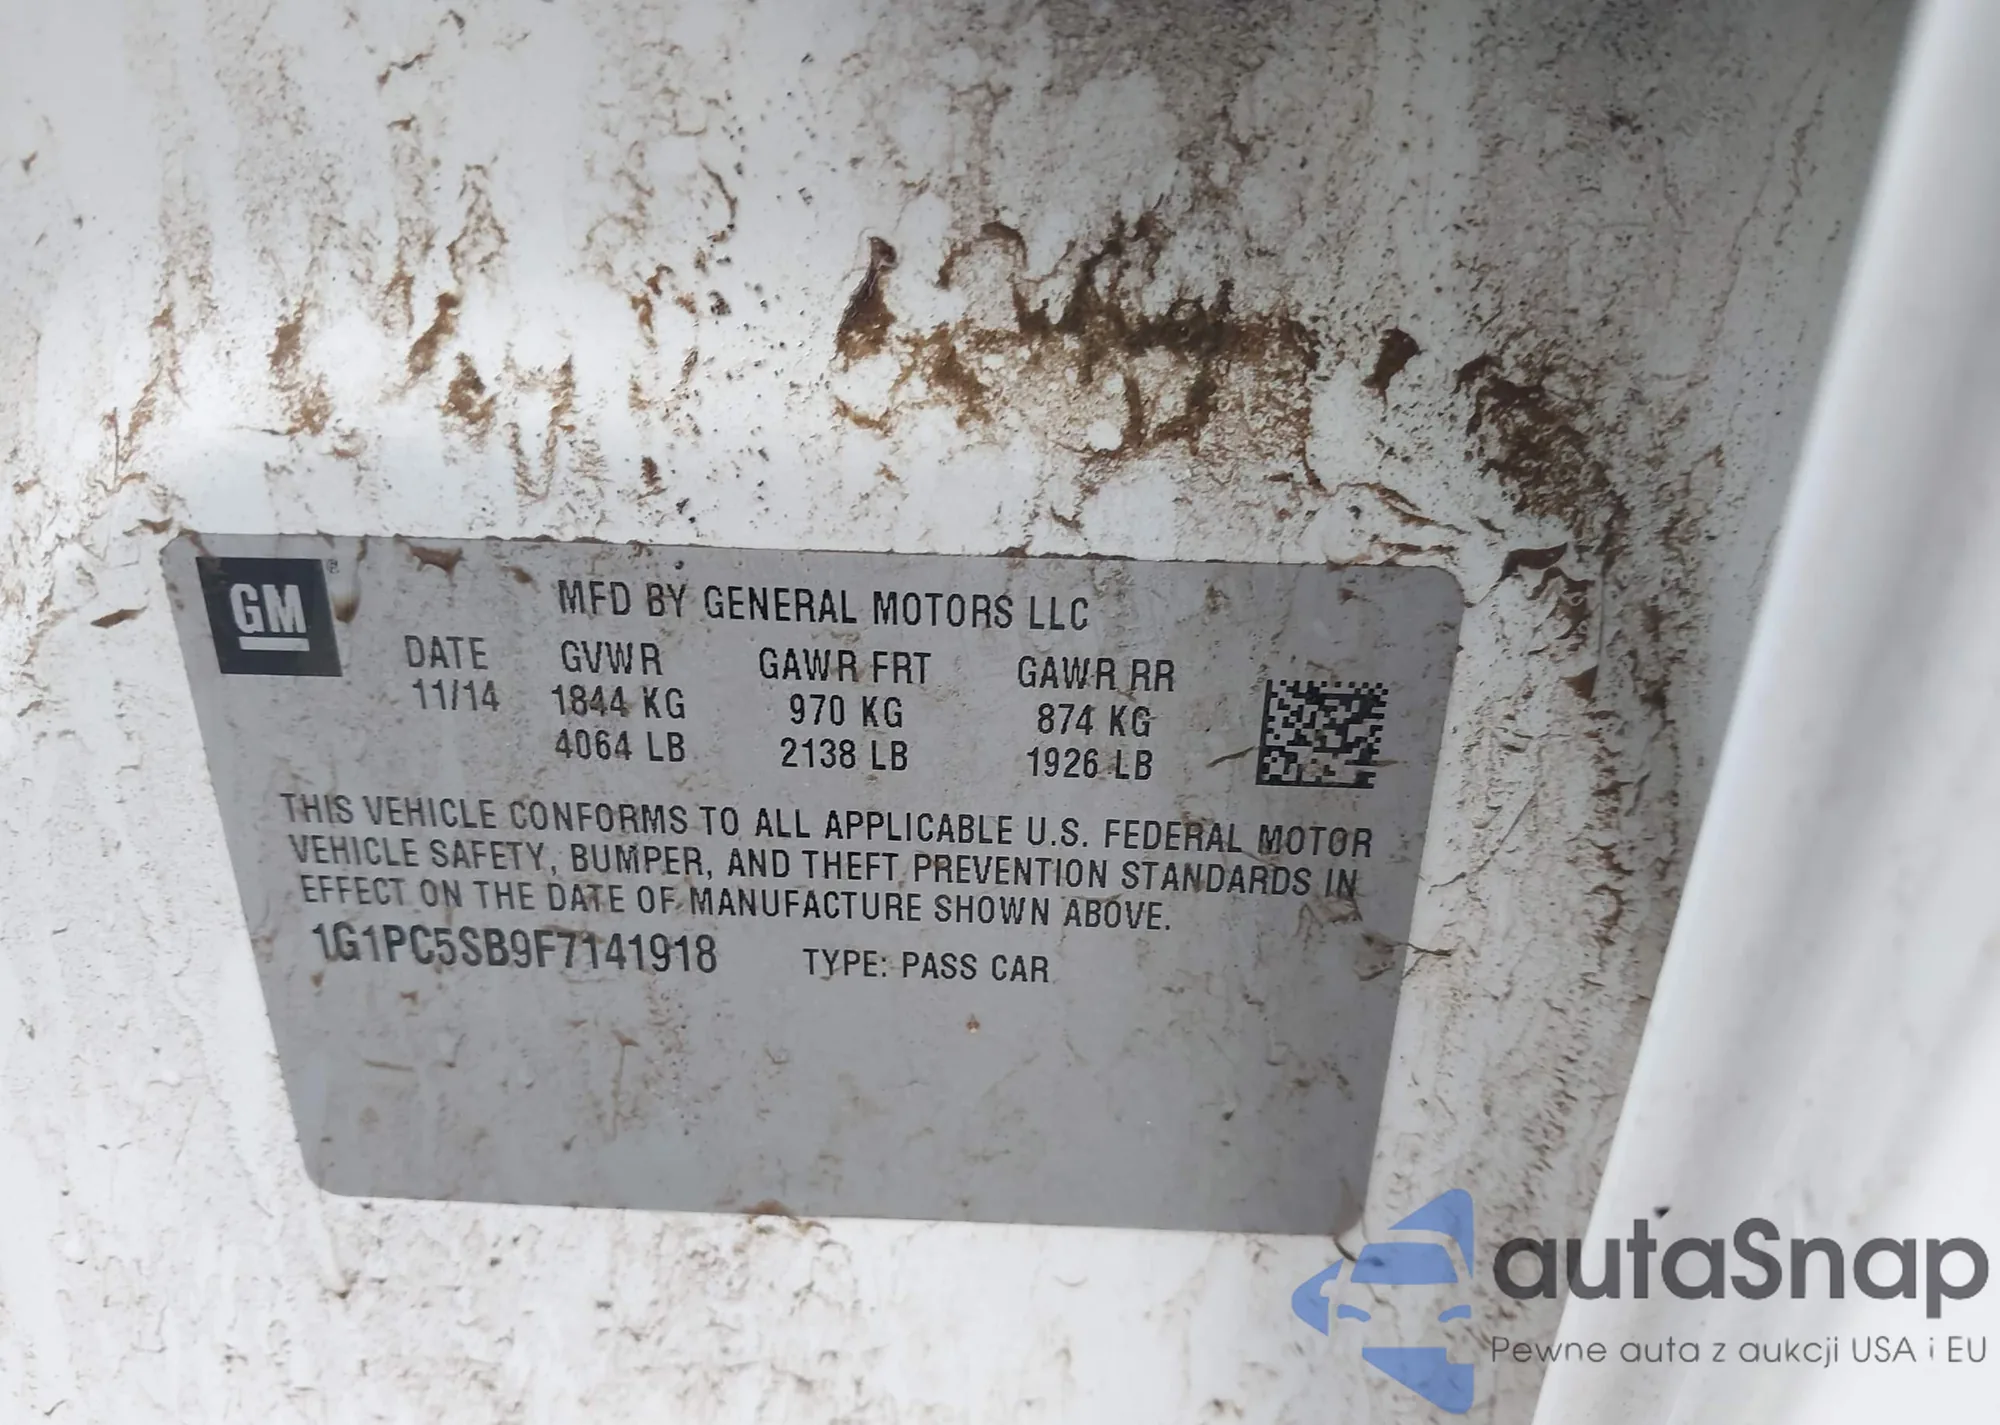 GM ®
MFD BY GENERAL MOTORS LLC
DATE GVWR GAWR FRT GAWR RR
11/14 1844 KG 970 KG 874 KG
4064 LB 2138 LB 1926 LB
THIS VEHICLE CONFORMS TO ALL APPLICABLE U.S. FEDERAL MOTOR
VEHICLE SAFETY, BUMPER, AND THEFT PREVENTION STANDARDS IN
EFFECT ON THE DATE OF MANUFACTURE SHOWN ABOVE.
1G1PC5SB9F7141918 TYPE: PASS CAR
autaSnap
Pewne auta z aukcji USA i EU